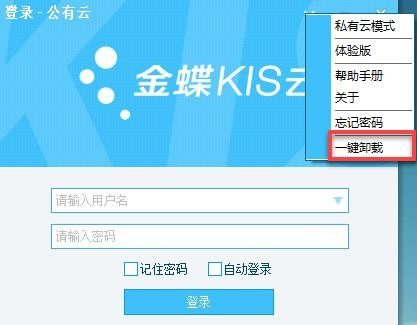 登录 - 公有云
金蝶KIS云
私有云模式
体验版
帮助手册
关于
忘记密码
一键卸载
请输入用户名
请输入密码
记住密码
自动登录
登录